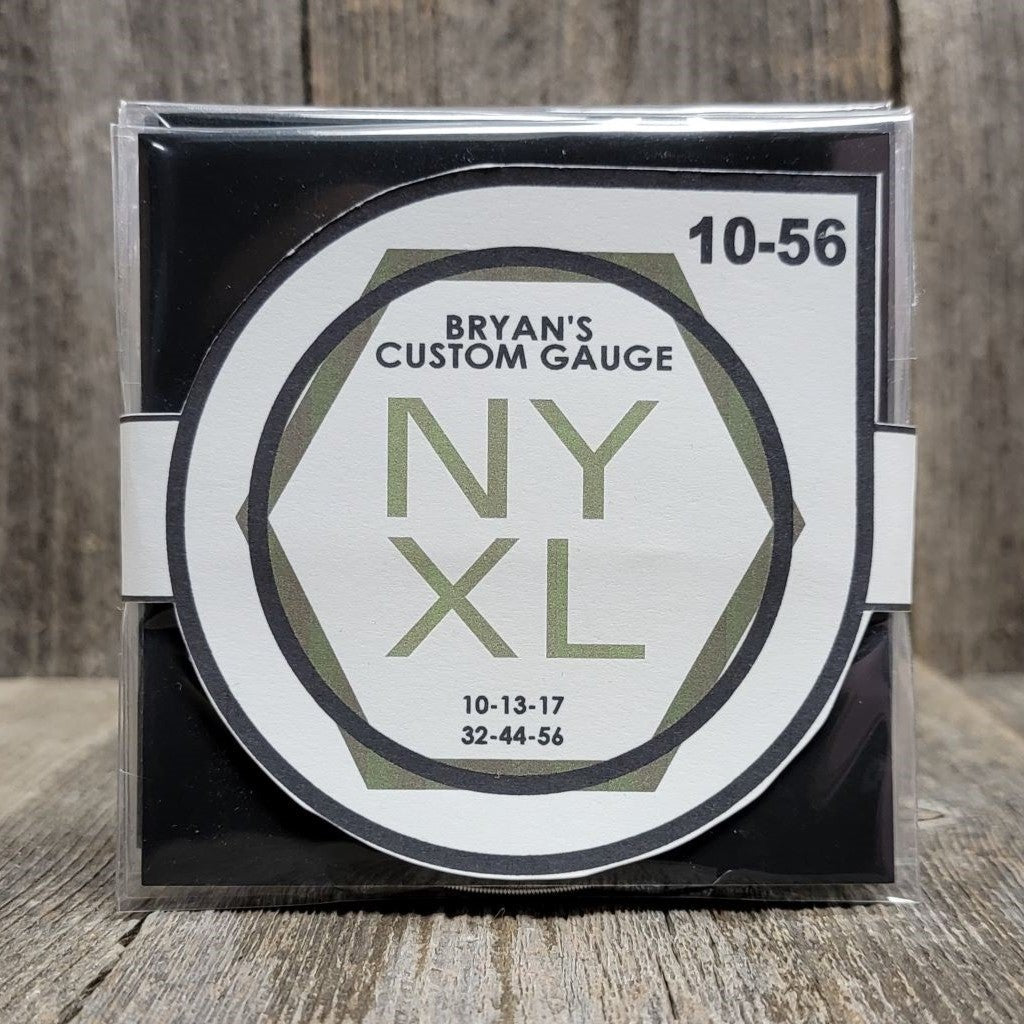 10-56
BRYAN'S
CUSTOM GAUGE
NY
XL
10-13-17
32-44-56